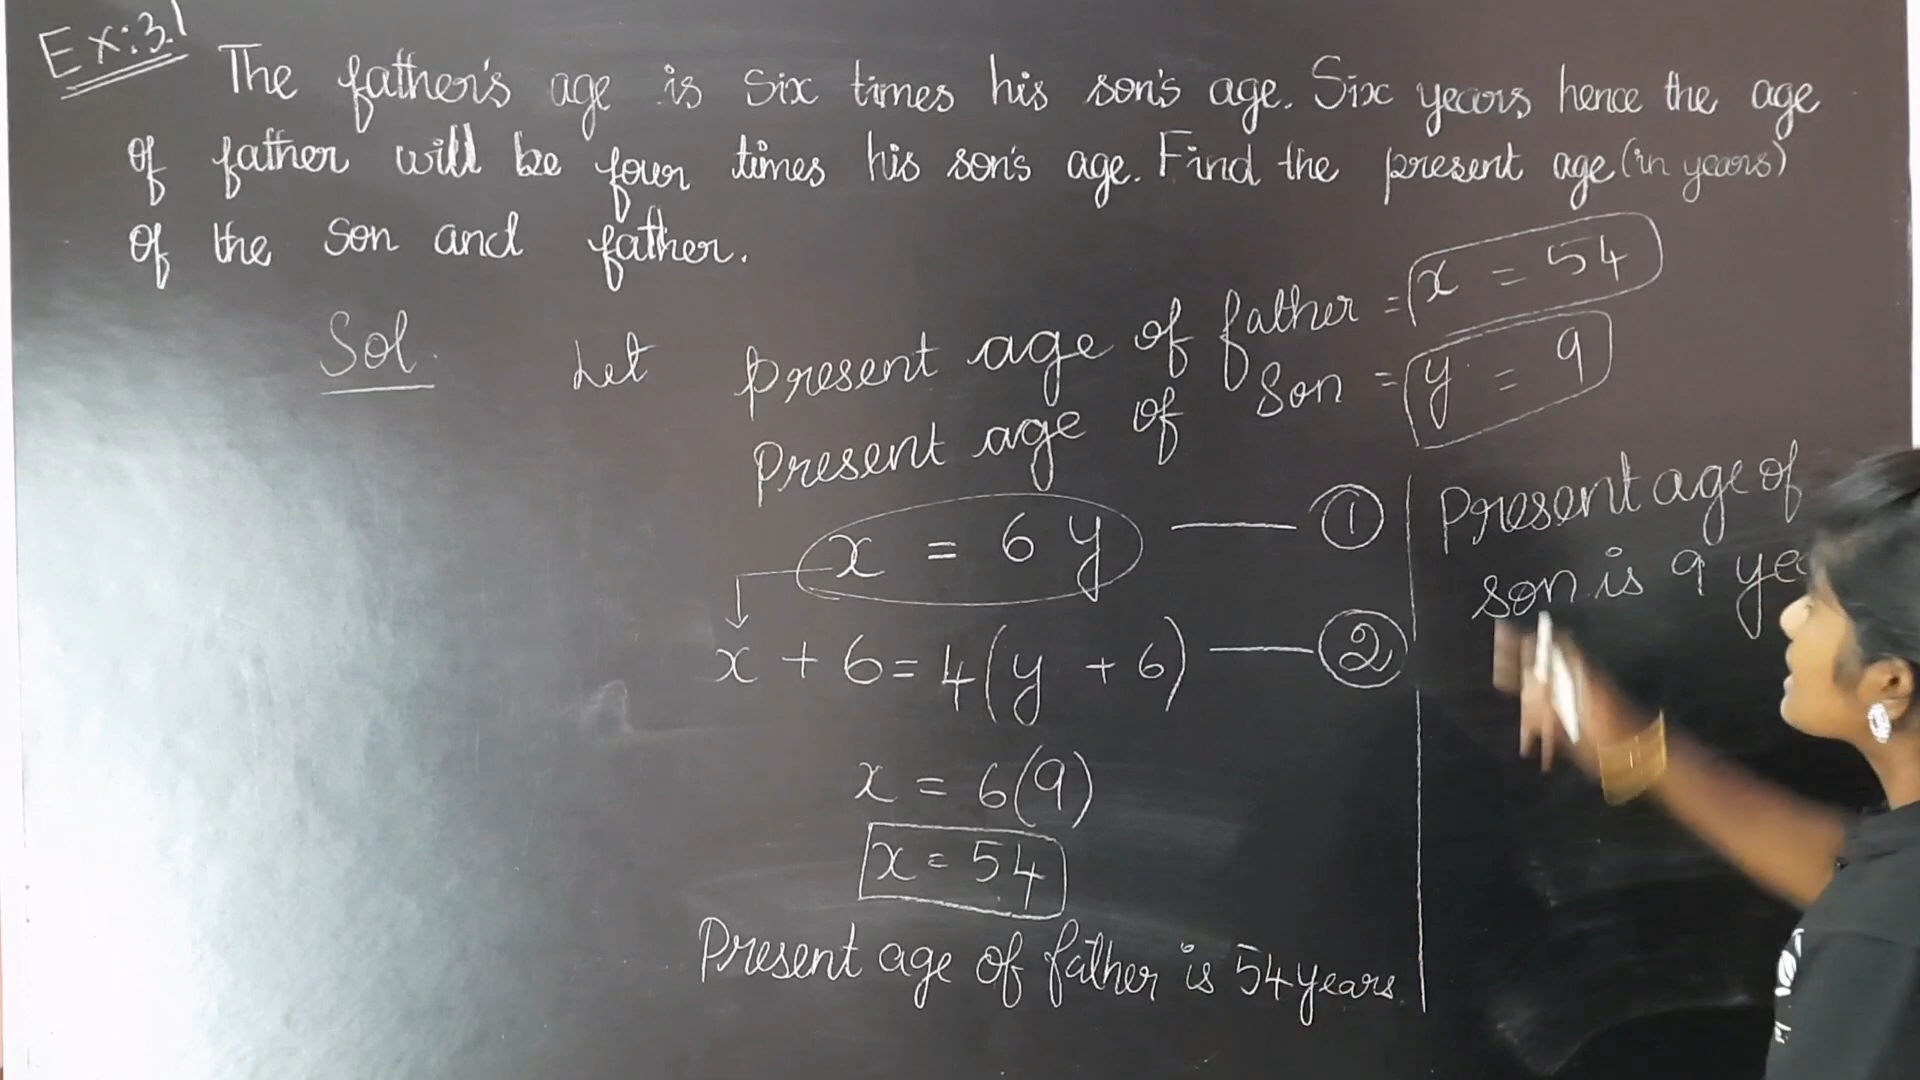 Ex:3.1
The father's age is six times his son's age. Six years hence the age
of father will be four times his son's age. Find the present age (in years)
of the son and father.
Sol.
Let present age of father = x = 54
Present age of son = y = 9
x = 6 y —— ①
x + 6 = 4(y + 6) —— ②
x = 6(9)
x = 54
Present age of father is 54 years
Present age of
son is 9